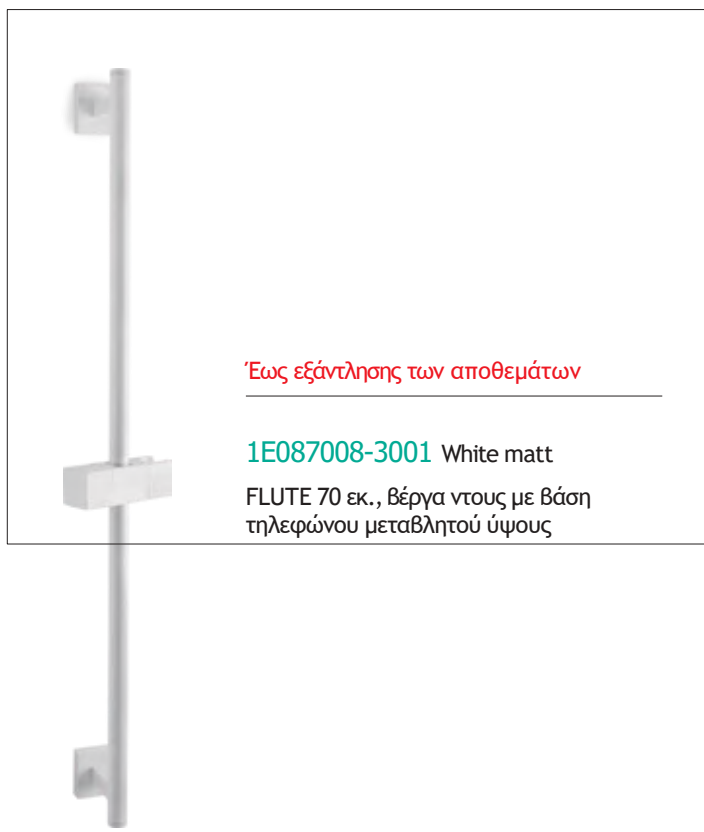 Έως εξάντλησης των αποθεμάτων
1E087008-3001 White matt
FLUTE 70 εκ., βέργα ντους με βάση
τηλεφώνου μεταβλητού ύψους